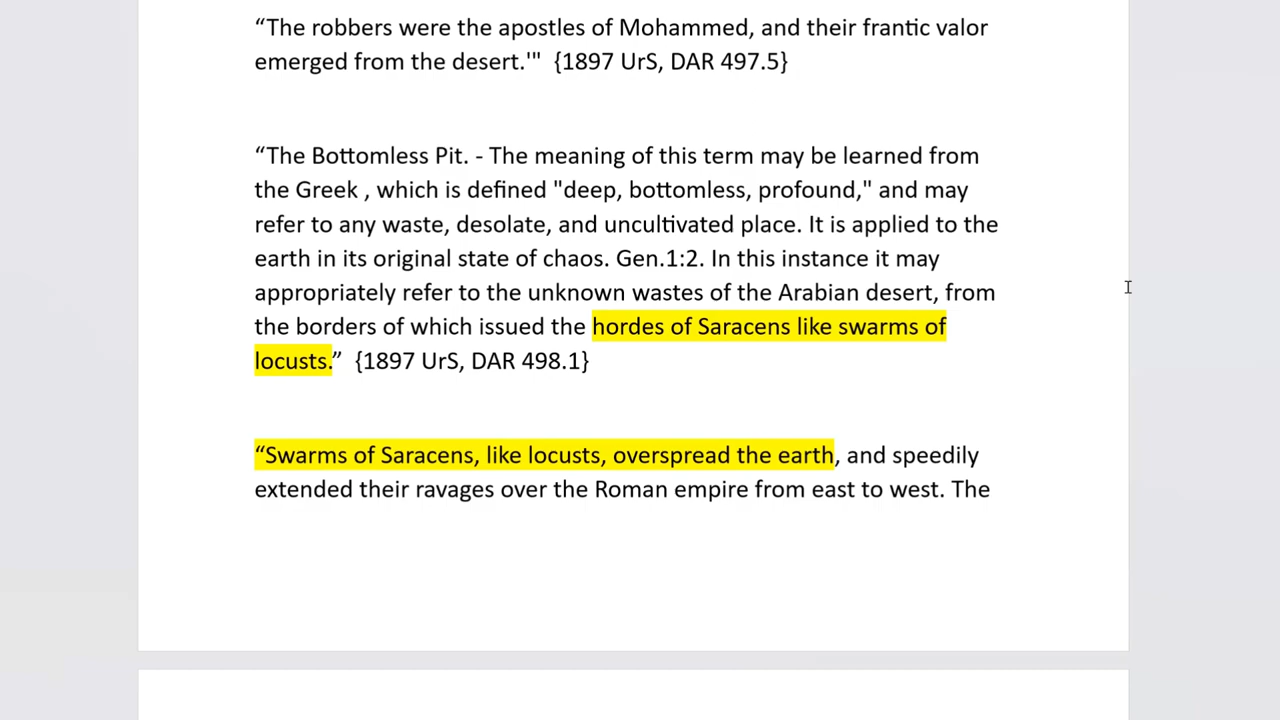 “The robbers were the apostles of Mohammed, and their frantic valor
emerged from the desert.'" {1897 UrS, DAR 497.5}
“The Bottomless Pit. - The meaning of this term may be learned from
the Greek , which is defined "deep, bottomless, profound," and may
refer to any waste, desolate, and uncultivated place. It is applied to the
earth in its original state of chaos. Gen.1:2. In this instance it may
appropriately refer to the unknown wastes of the Arabian desert, from
the borders of which issued the hordes of Saracens like swarms of
locusts.” {1897 UrS, DAR 498.1}
“Swarms of Saracens, like locusts, overspread the earth, and speedily
extended their ravages over the Roman empire from east to west. The